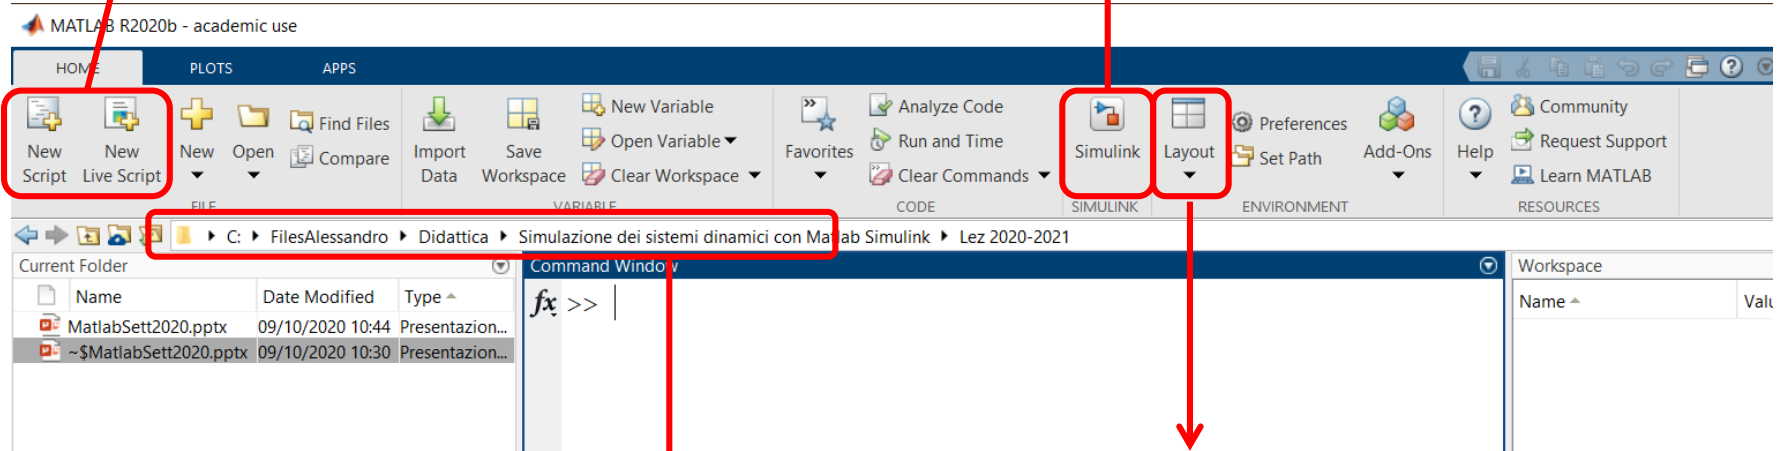 MATLAB R2020b - academic use
HOME PLOTS APPS
New Script
New Live Script
New
Open
Find Files
Compare
FILE
Import Data
Save Workspace
New Variable
Open Variable
Clear Workspace
VARIABLE
Favorites
Analyze Code
Run and Time
Clear Commands
CODE
Simulink
SIMULINK
Layout
Preferences
Set Path
Add-Ons
ENVIRONMENT
Help
Community
Request Support
Learn MATLAB
RESOURCES
C: FilesAlessandro Didattica Simulazione dei sistemi dinamici con Matlab Simulink Lez 2020-2021
Current Folder
Name Date Modified Type
MatlabSett2020.pptx 09/10/2020 10:44 Presentazion...
~$MatlabSett2020.pptx 09/10/2020 10:30 Presentazion...
Command Window
fx >>
Workspace
Name Valu